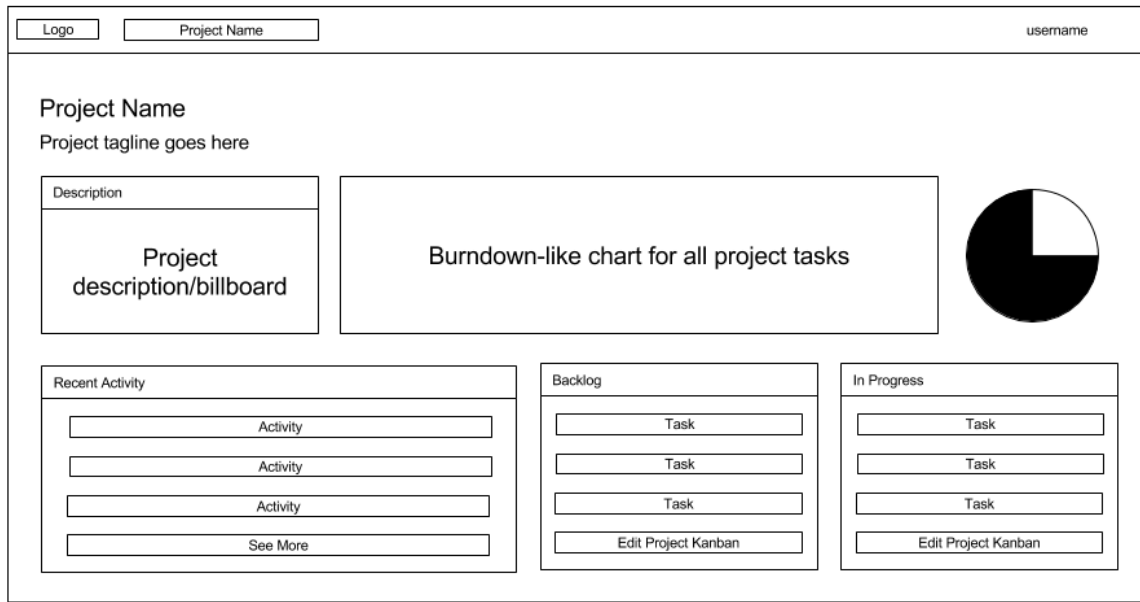 Logo
Project Name
username
Project Name
Project tagline goes here
Description
Project
description/billboard
Burndown-like chart for all project tasks
Recent Activity
Activity
Activity
Activity
See More
Backlog
Task
Task
Task
Edit Project Kanban
In Progress
Task
Task
Task
Edit Project Kanban